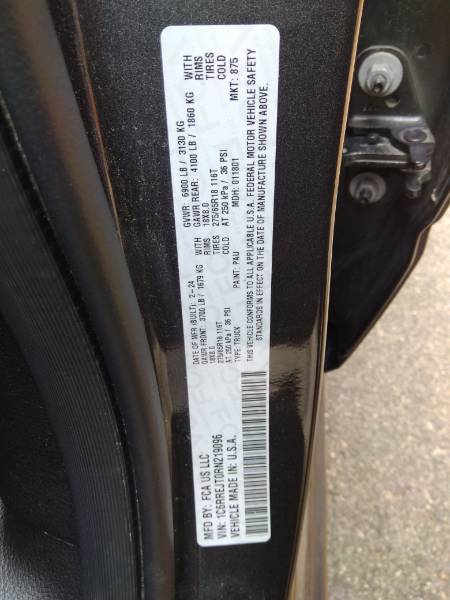 MFD BY: FCA US LLC
VIN: 1C6RREJT0RN219096
VEHICLE MADE IN: U.S.A.
DATE OF MFR (BUILT): 2-24
GVWR: 6900 LB / 3130 KG
GAWR FRONT: 3700 LB / 1679 KG WITH
GAWR REAR: 4100 LB / 1860 KG WITH
18X8.0 RIMS
18X8.0 RIMS
275/65R18 116T TIRES
275/65R18 116T TIRES
AT 250 kPa / 36 PSI COLD
AT 250 kPa / 36 PSI COLD
TYPE: TRUCK PAINT: PAU MDH: 011801 MKT: 875
THIS VEHICLE CONFORMS TO ALL APPLICABLE U.S.A. FEDERAL MOTOR VEHICLE SAFETY
STANDARDS IN EFFECT ON THE DATE OF MANUFACTURE SHOWN ABOVE.